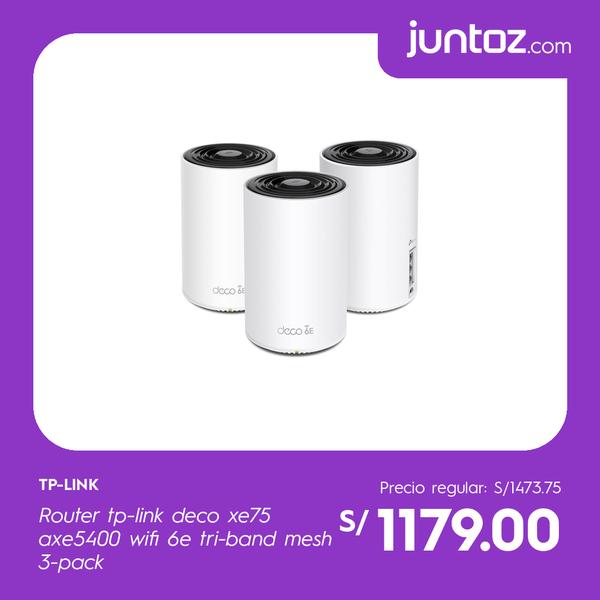 juntoz.com
deco 6E
deco 6E
TP-LINK
Precio regular: S/1473.75
Router tp-link deco xe75
axe5400 wifi 6e tri-band mesh
3-pack
S/1179.00